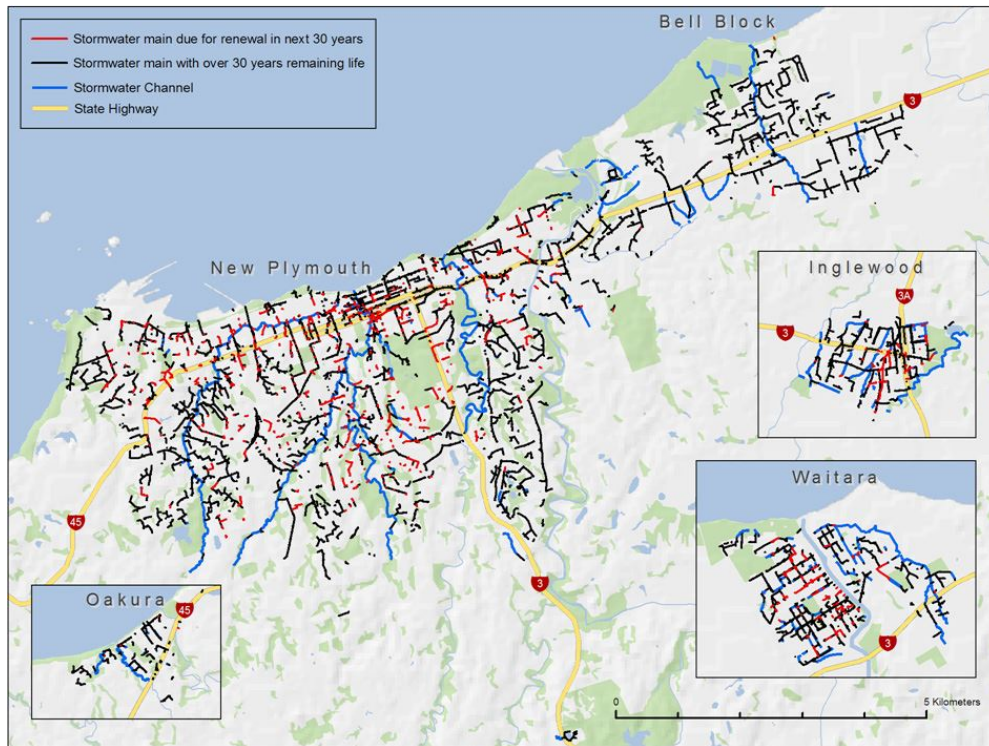 Bell Block
Stormwater main due for renewal in next 30 years
Stormwater main with over 30 years remaining life
Stormwater Channel
State Highway
3
New Plymouth
Inglewood
3A
3
Waitara
45
3
Oakura
45
3
0
5 Kilometers